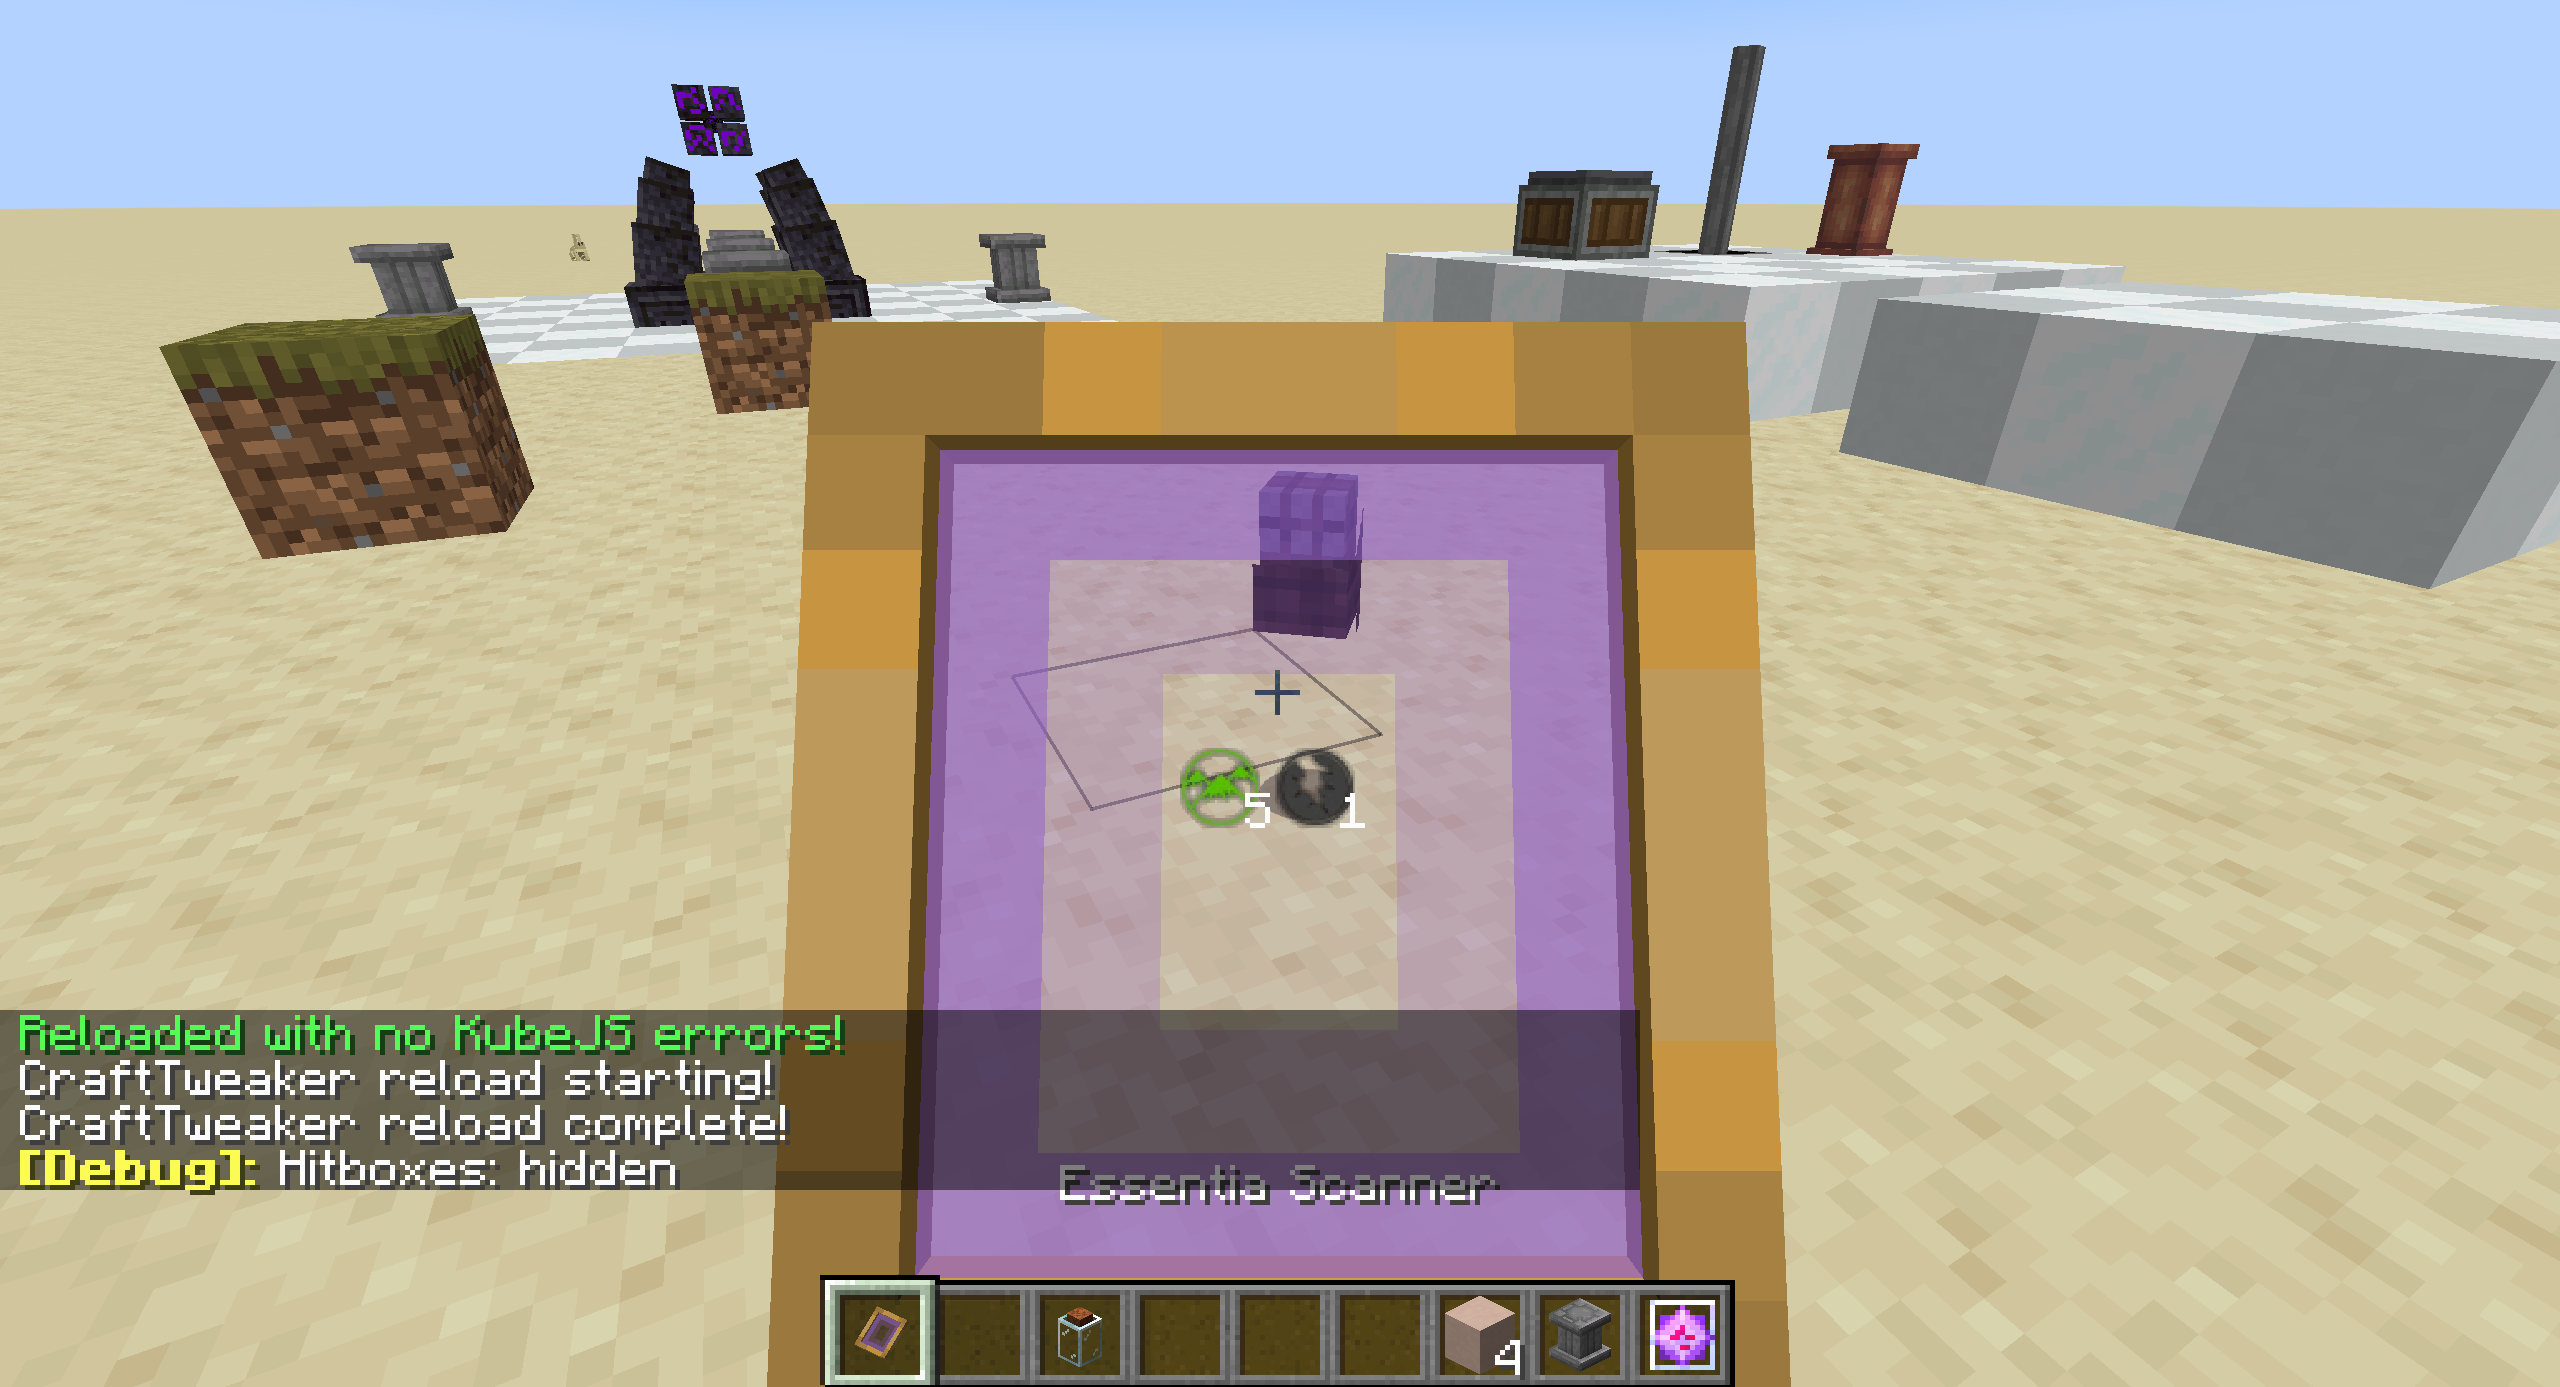 5 1
Reloaded with no KubeJS errors!
CraftTweaker reload starting!
CraftTweaker reload complete!
[Debug]: Hitboxes: hidden
Essentia Scanner
4